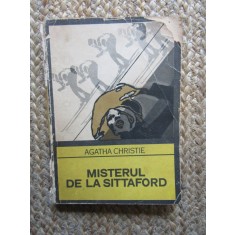 AGATHA CHRISTIE
MISTERUL
DE LA SITTAFORD